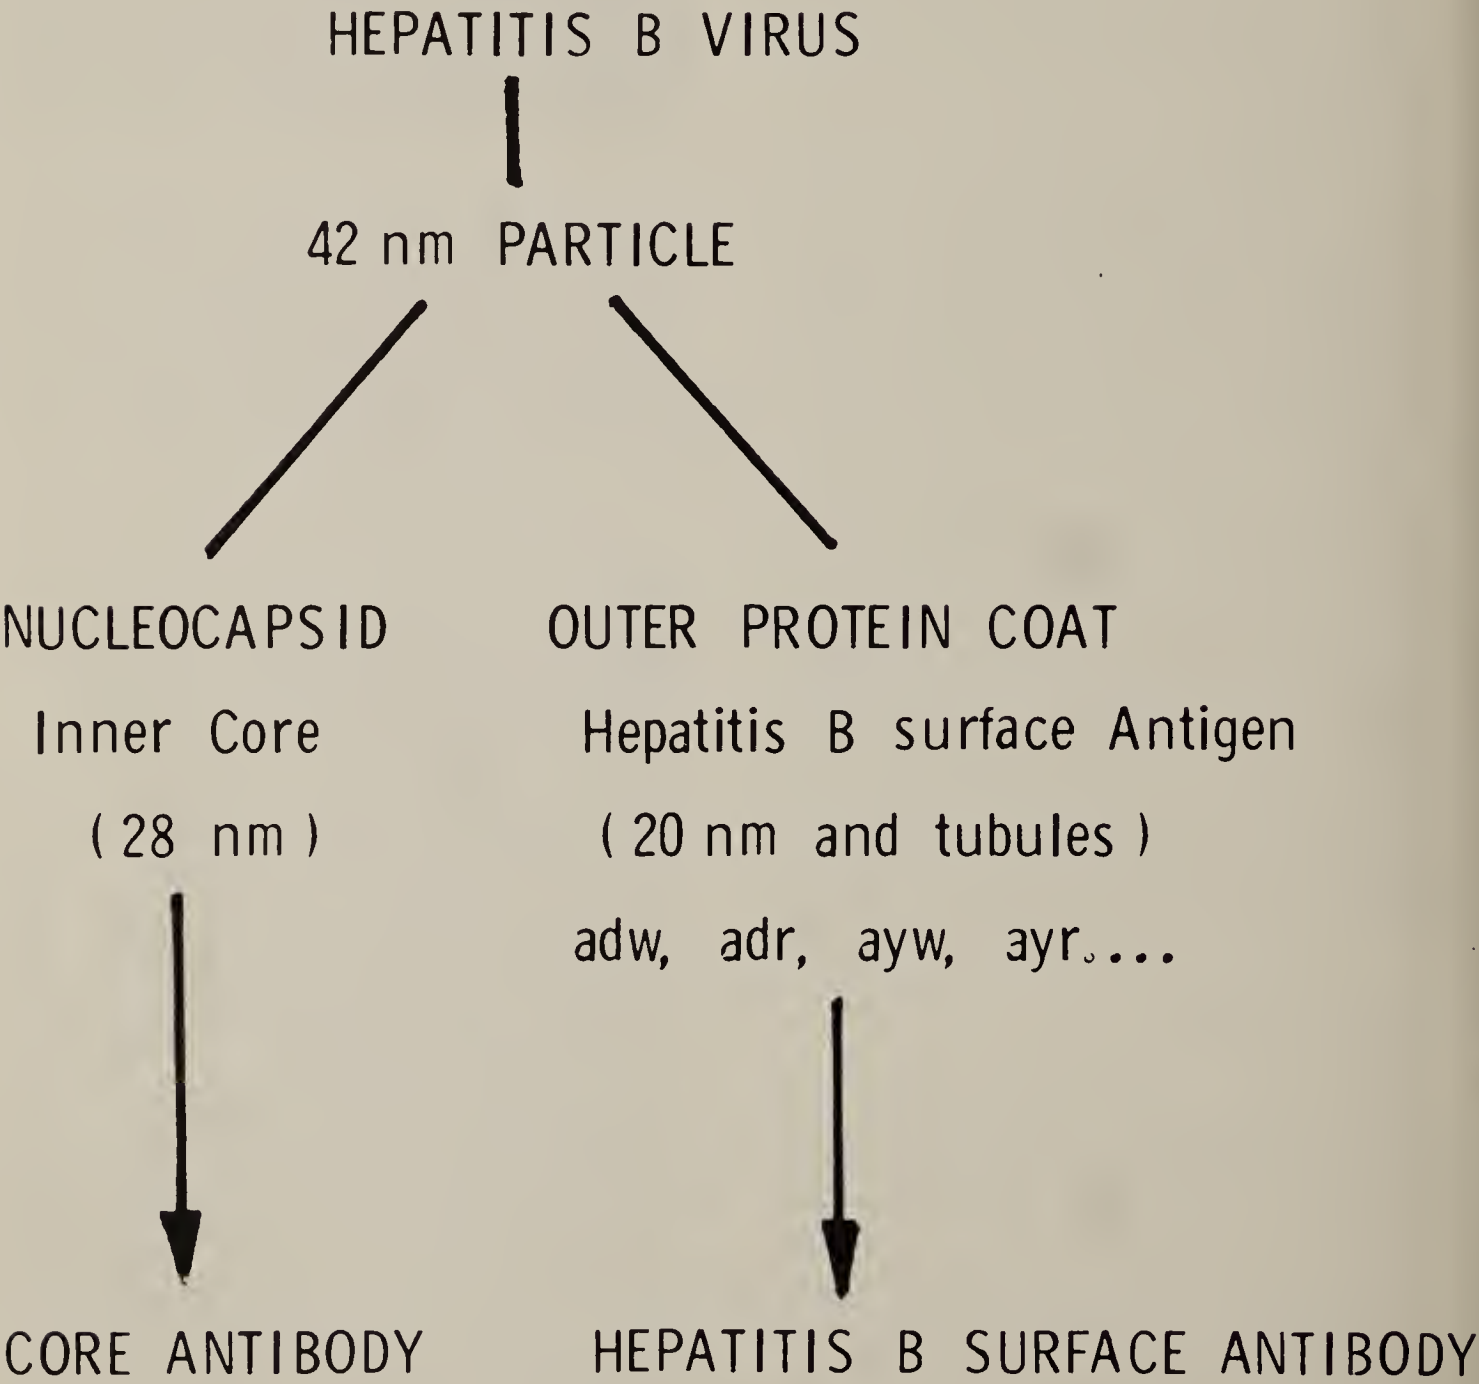 HEPATITIS B VIRUS
42 nm PARTICLE
NUCLEOCAPSID
Inner Core
( 28 nm )
OUTER PROTEIN COAT
Hepatitis B surface Antigen
( 20 nm and tubules )
adw, adr, ayw, ayr....
CORE ANTIBODY
HEPATITIS B SURFACE ANTIBODY